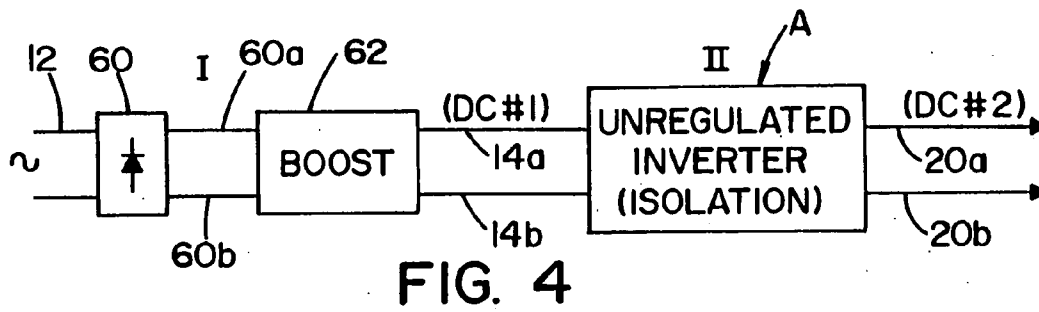 12
60
I
60a
62
II
A
(DC#1)
(DC#2)
~
BOOST
14a
UNREGULATED
INVERTER
(ISOLATION)
20a
60b
14b
20b
FIG. 4